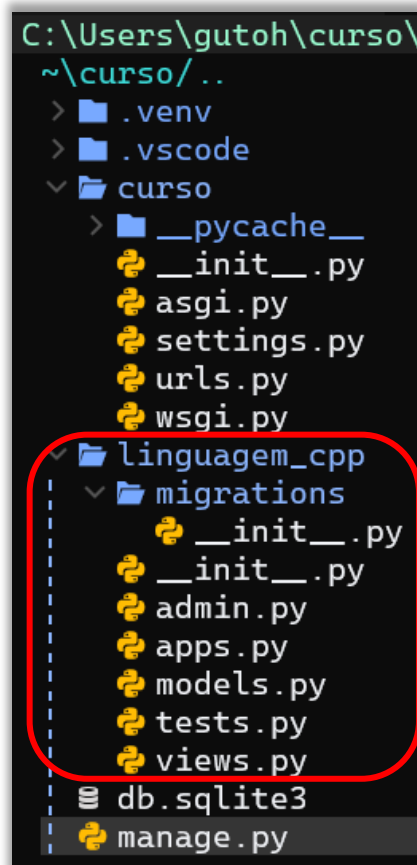 C:\Users\gutoh\curso\
~\curso/..
.venv
.vscode
curso
__pycache__
__init__.py
asgi.py
settings.py
urls.py
wsgi.py
linguagem_cpp
migrations
__init__.py
__init__.py
admin.py
apps.py
models.py
tests.py
views.py
db.sqlite3
manage.py